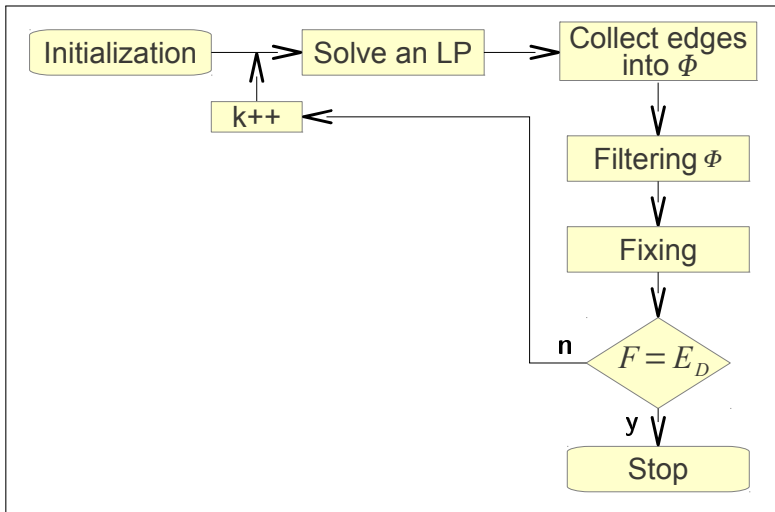 Initialization
Solve an LP
Collect edges
into Φ
k++
Filtering Φ
Fixing
n
F = E_D
y
Stop